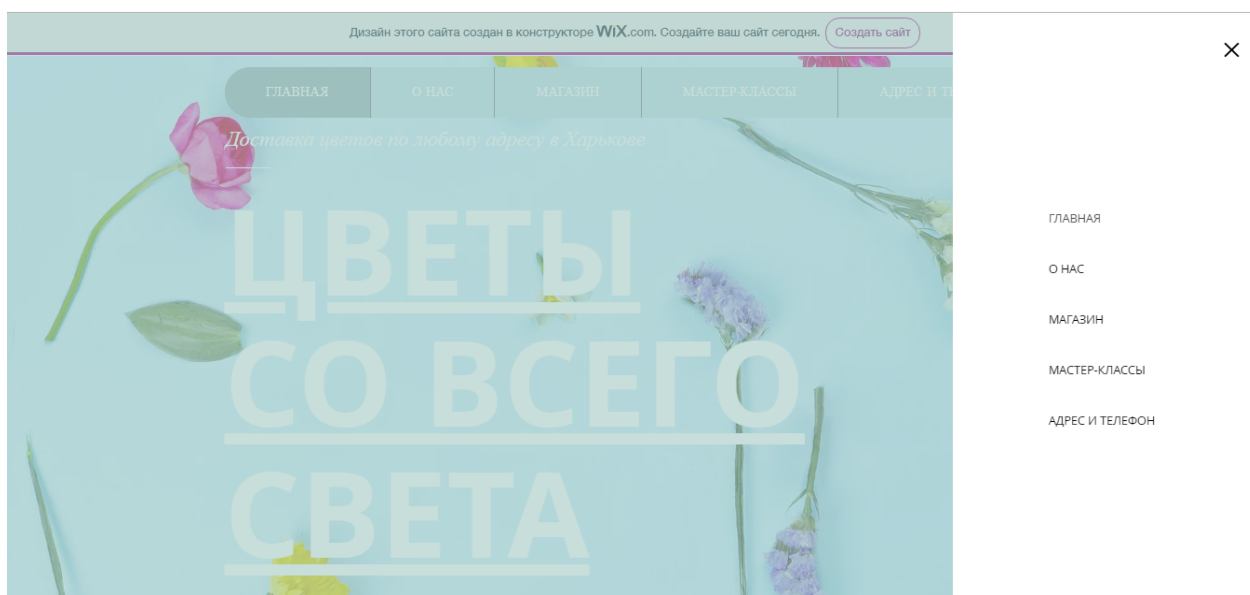 Дизайн этого сайта создан в конструкторе WiX.com. Создайте ваш сайт сегодня. Создать сайт
ГЛАВНАЯ О НАС МАГАЗИН МАСТЕР-КЛАССЫ АДРЕС И
Доставка цветов по любому адресу в Харькове
ЦВЕТЫ
СО ВСЕГО
СВЕТА
ГЛАВНАЯ
О НАС
МАГАЗИН
МАСТЕР-КЛАССЫ
АДРЕС И ТЕЛЕФОН